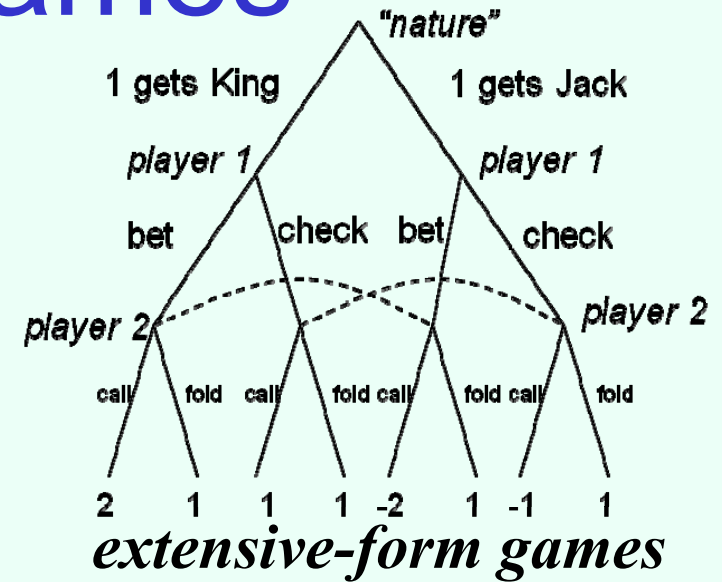 ames
"nature"
1 gets King 1 gets Jack
player 1 player 1
bet check bet check
player 2 player 2
call fold call fold call fold call fold
2 1 1 1 -2 1 -1 1
extensive-form games